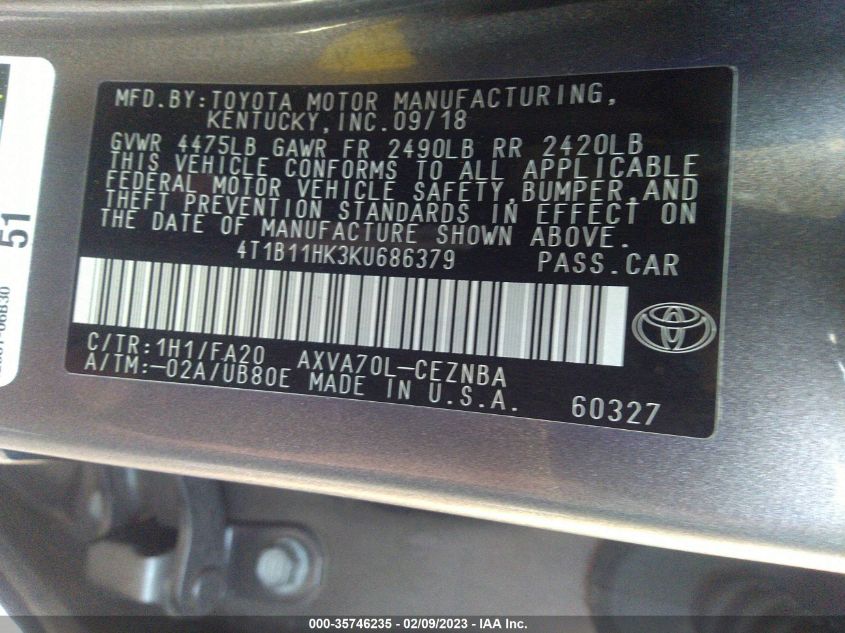 MFD.BY:TOYOTA MOTOR MANUFACTURING,
KENTUCKY,INC.09/18
GVWR 4475LB GAWR FR 2490LB RR 2420LB
THIS VEHICLE CONFORMS TO ALL APPLICABLE
FEDERAL MOTOR VEHICLE SAFETY,BUMPER,AND
THEFT PREVENTION STANDARDS IN EFFECT ON
THE DATE OF MANUFACTURE SHOWN ABOVE.
4T1B11HK3KU686379 PASS.CAR
C/TR:1H1/FA20 AXVA70L-CEZNBA
A/TM:-02A/UB80E MADE IN U.S.A. 60327
51
000-35746235 - 02/09/2023 - IAA Inc.